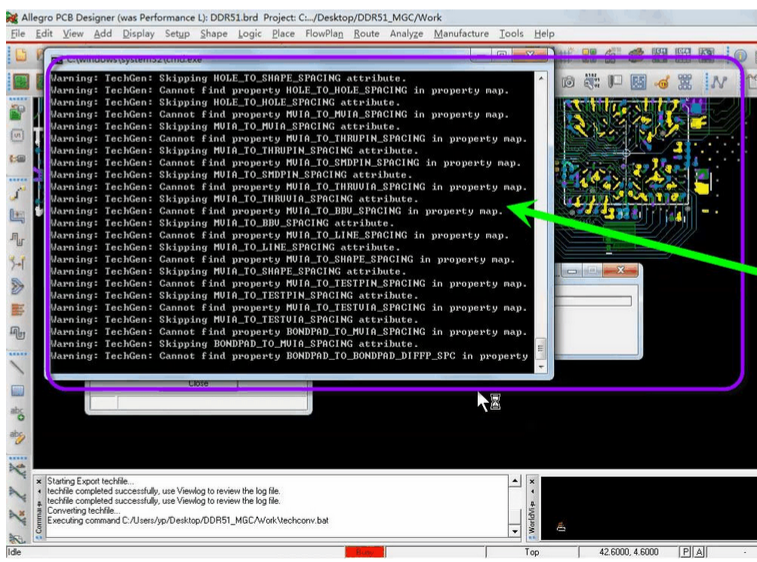 Allegro PCB Designer (was Performance L): DDR51.brd Project: C:.../Desktop/DDR51_MGC/Work
File Edit View Add Display Setup Shape Logic Place FlowPlan Route Analyze Manufacture Tools Help
C:\windows\system32\cmd.exe
Warning: TechGen: Skipping HOLE_TO_SHAPE_SPACING attribute.
Warning: TechGen: Cannot find property HOLE_TO_HOLE_SPACING in property map.
Warning: TechGen: Skipping HOLE_TO_HOLE_SPACING attribute.
Warning: TechGen: Cannot find property MVIA_TO_MVIA_SPACING in property map.
Warning: TechGen: Skipping MVIA_TO_MVIA_SPACING attribute.
Warning: TechGen: Cannot find property MVIA_TO_THRUPIN_SPACING in property map.
Warning: TechGen: Skipping MVIA_TO_THRUPIN_SPACING attribute.
Warning: TechGen: Cannot find property MVIA_TO_SMDPIN_SPACING in property map.
Warning: TechGen: Skipping MVIA_TO_SMDPIN_SPACING attribute.
Warning: TechGen: Cannot find property MVIA_TO_THRUVIA_SPACING in property map.
Warning: TechGen: Skipping MVIA_TO_THRUVIA_SPACING attribute.
Warning: TechGen: Cannot find property MVIA_TO_BBV_SPACING in property map.
Warning: TechGen: Skipping MVIA_TO_BBV_SPACING attribute.
Warning: TechGen: Cannot find property MVIA_TO_LINE_SPACING in property map.
Warning: TechGen: Skipping MVIA_TO_LINE_SPACING attribute.
Warning: TechGen: Cannot find property MVIA_TO_SHAPE_SPACING in property map.
Warning: TechGen: Skipping MVIA_TO_SHAPE_SPACING attribute.
Warning: TechGen: Cannot find property MVIA_TO_TESTPIN_SPACING in property map.
Warning: TechGen: Skipping MVIA_TO_TESTPIN_SPACING attribute.
Warning: TechGen: Cannot find property MVIA_TO_TESTVIA_SPACING in property map.
Warning: TechGen: Skipping MVIA_TO_TESTVIA_SPACING attribute.
Warning: TechGen: Cannot find property BONDPAD_TO_MVIA_SPACING in property map.
Warning: TechGen: Skipping BONDPAD_TO_MVIA_SPACING attribute.
Warning: TechGen: Cannot find property BONDPAD_TO_BONDPAD_DIFFP_SPC in property
Close
Starting Export techfile...
techfile completed successfully, use Viewlog to review the log file.
techfile completed successfully, use Viewlog to review the log file.
Converting techfile...
Executing command C:/Users/yp/Desktop/DDR51_MGC/Work\techconv.bat
Idle
Top
42.6000, 4.6000
P A